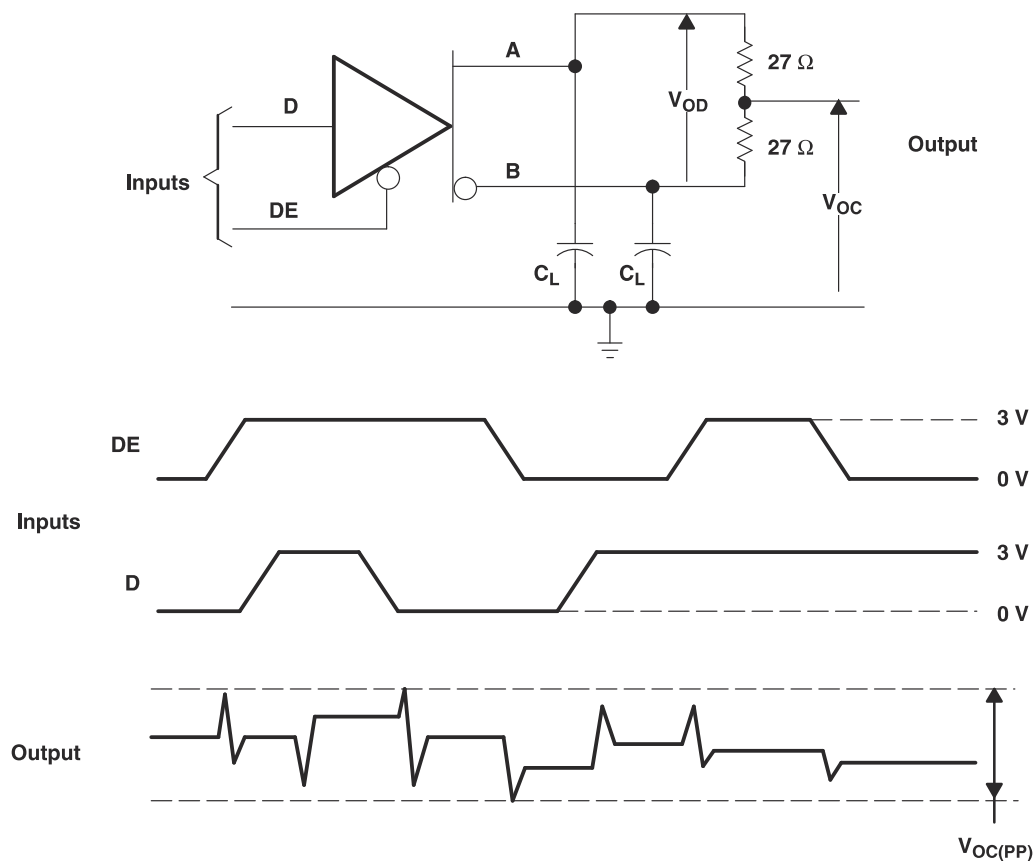 A
27 Ω
D
V_OD
27 Ω
Output
Inputs
B
V_OC
DE
C_L
C_L
3 V
DE
0 V
Inputs
3 V
D
0 V
Output
V_OC(PP)